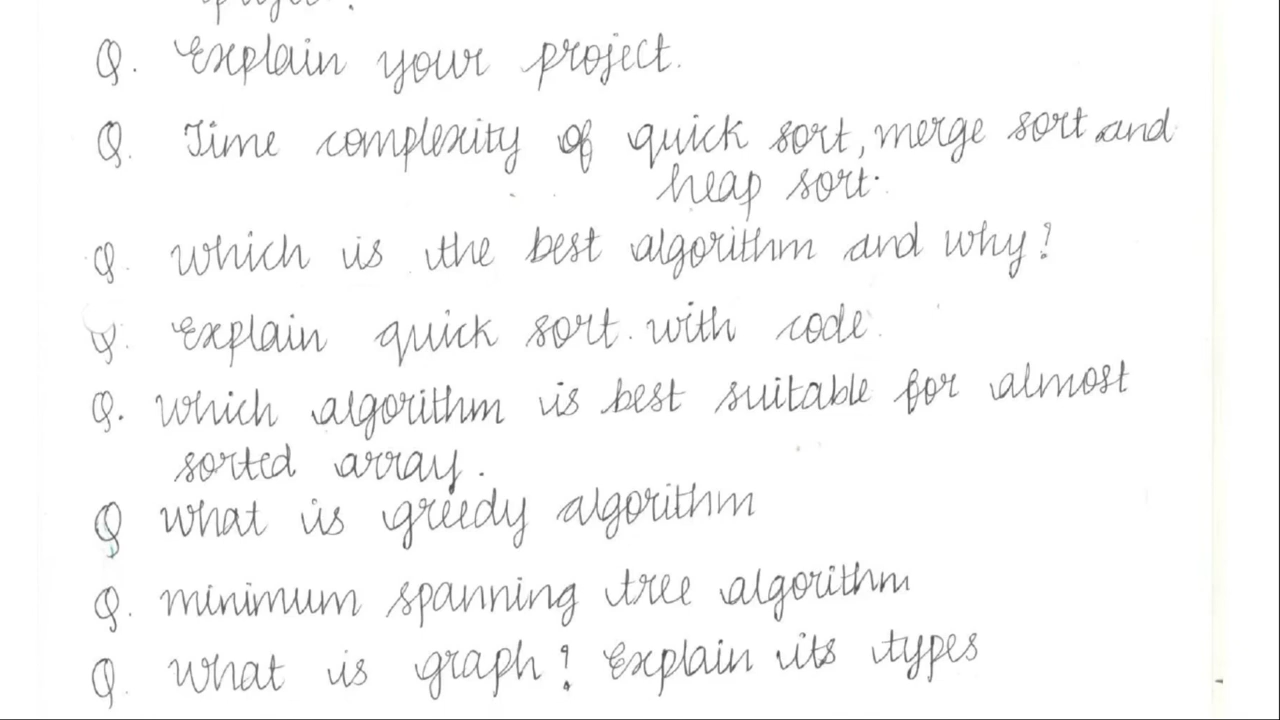 project?
Q. Explain your project.
Q. Time complexity of quick sort, merge sort and
heap sort.
Q. which is the best algorithm and why?
Q. Explain quick sort with code.
Q. which algorithm is best suitable for almost
sorted array.
Q what is greedy algorithm
Q. minimum spanning tree algorithm
Q. what is graph? Explain its types